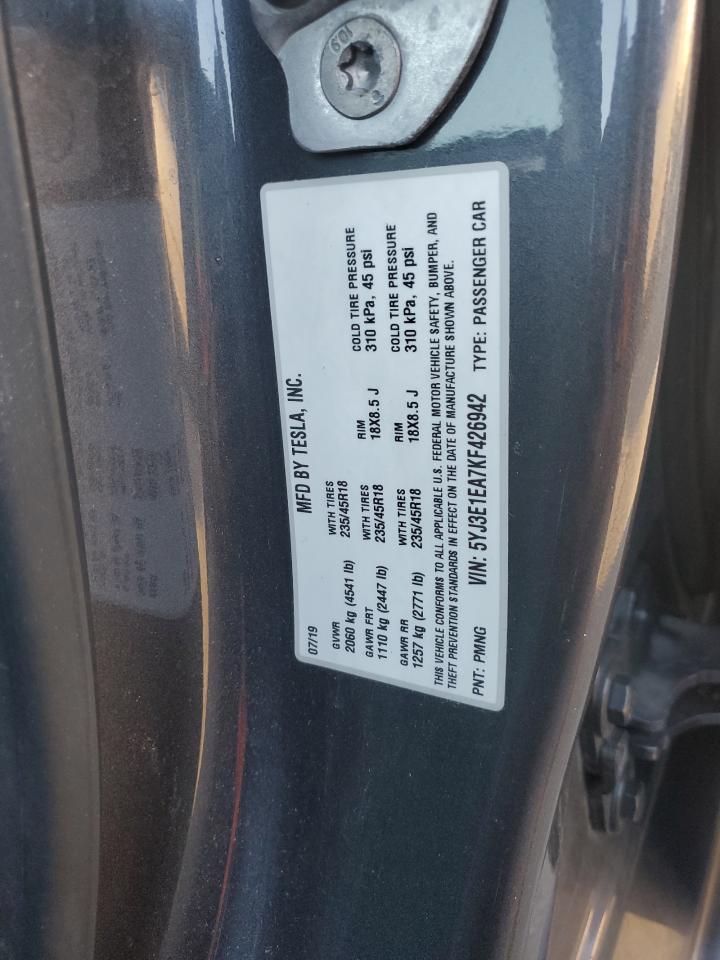 10.9
07/19 MFD BY TESLA, INC.
GVWR WITH TIRES
2060 kg (4541 lb) 235/45R18
GAWR FRT WITH TIRES RIM COLD TIRE PRESSURE
1110 kg (2447 lb) 235/45R18 18X8.5 J 310 kPa, 45 psi
GAWR RR WITH TIRES RIM COLD TIRE PRESSURE
1257 kg (2771 lb) 235/45R18 18X8.5 J 310 kPa, 45 psi
THIS VEHICLE CONFORMS TO ALL APPLICABLE U.S. FEDERAL MOTOR VEHICLE SAFETY, BUMPER, AND
THEFT PREVENTION STANDARDS IN EFFECT ON THE DATE OF MANUFACTURE SHOWN ABOVE.
PNT: PMNG VIN: 5YJ3E1EA7KF426942 TYPE: PASSENGER CAR